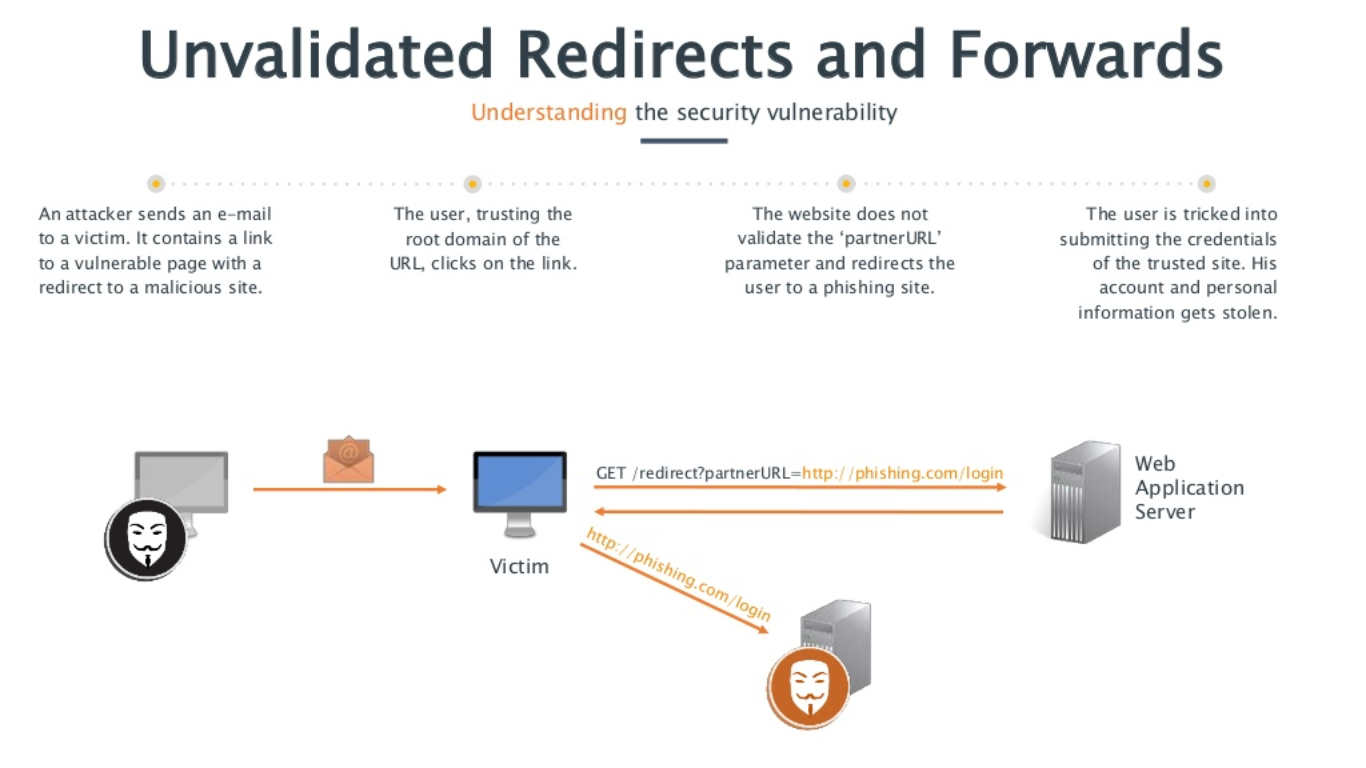 Unvalidated Redirects and Forwards
Understanding the security vulnerability
An attacker sends an e-mail
to a victim. It contains a link
to a vulnerable page with a
redirect to a malicious site.
The user, trusting the
root domain of the
URL, clicks on the link.
The website does not
validate the ‘partnerURL’
parameter and redirects the
user to a phishing site.
The user is tricked into
submitting the credentials
of the trusted site. His
account and personal
information gets stolen.
@
GET /redirect?partnerURL=http://phishing.com/login
Web
Application
Server
http://phishing.com/login
Victim